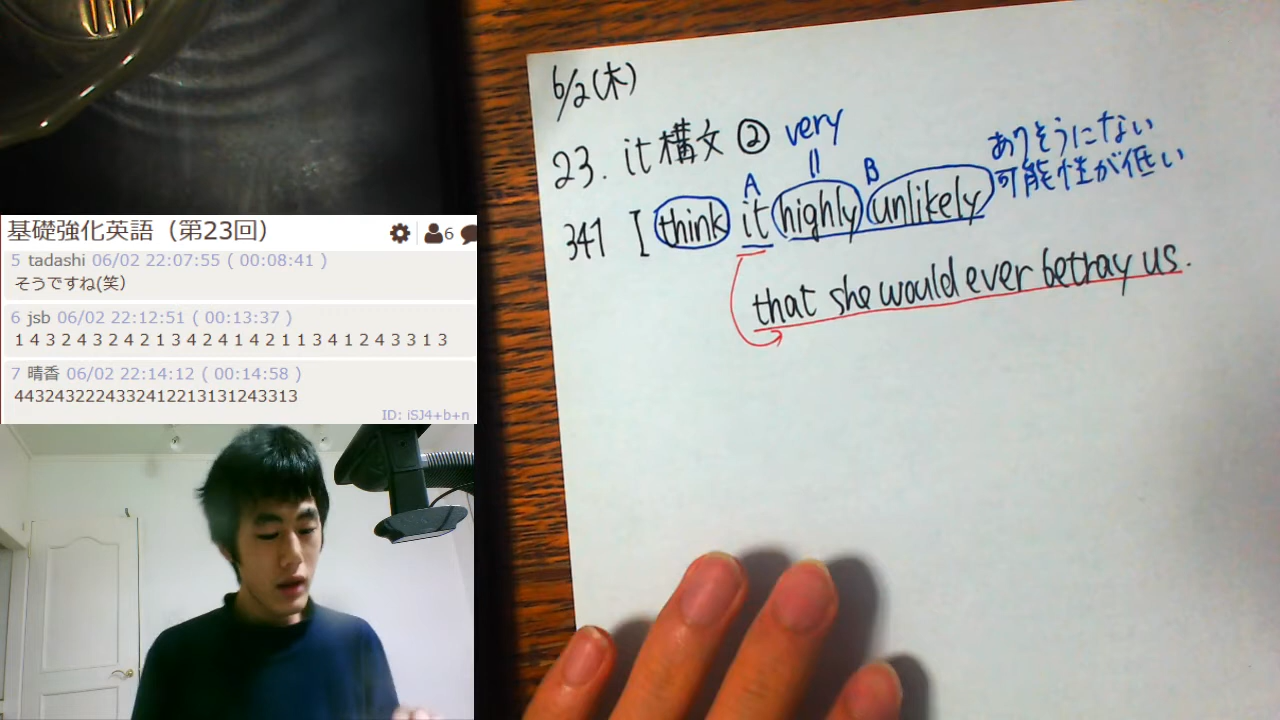 基礎強化英語（第23回）
6
5 tadashi 06/02 22:07:55 ( 00:08:41 )
そうですね(笑）
6 jsb 06/02 22:12:51 ( 00:13:37 )
1 4 3 2 4 3 2 4 2 1 3 4 2 4 1 4 2 1 1 3 4 1 2 4 3 3 1 3
7 晴香 06/02 22:14:12 ( 00:14:58 )
4432432224332412213131243313
ID: iSJ4+b+n
6/2(木)
23. it構文 ②
very
=
A
B
ありそうにない
可能性が低い
341 I think it highly unlikely
that she would ever betray us.